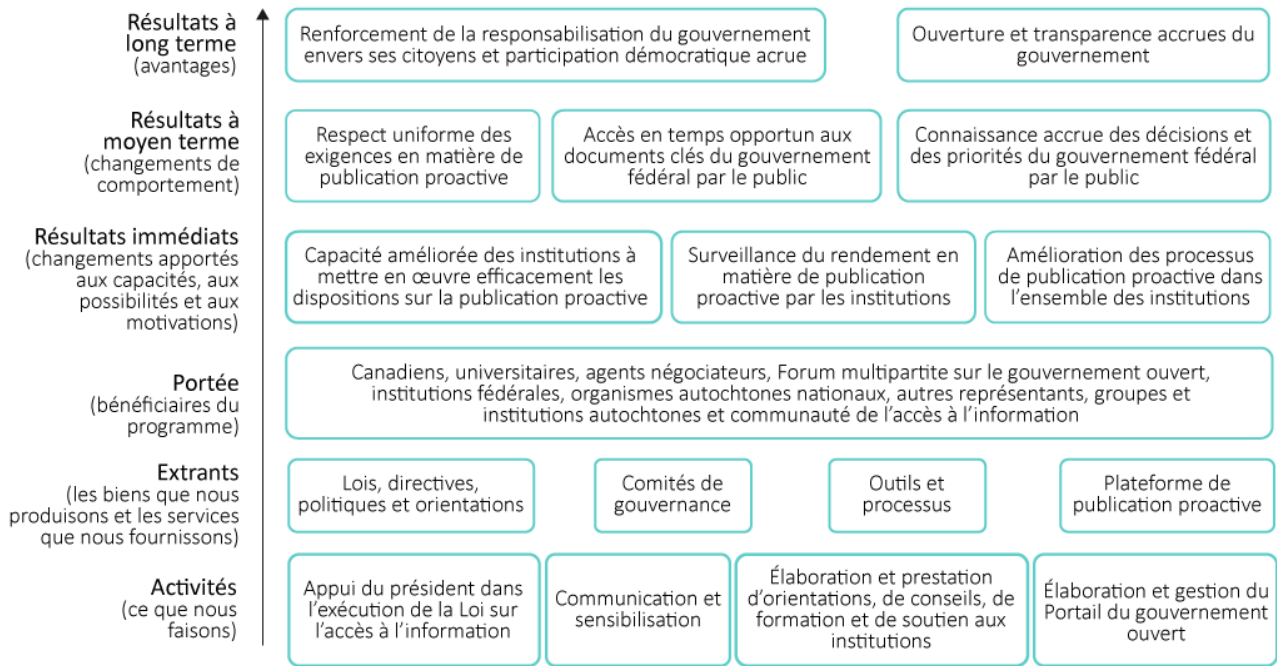 Résultats à
long terme
(avantages)
Renforcement de la responsabilisation du gouvernement
envers ses citoyens et participation démocratique accrue
Ouverture et transparence accrues du
gouvernement
Résultats à
moyen terme
(changements de
comportement)
Respect uniforme des
exigences en matière de
publication proactive
Accès en temps opportun aux
documents clés du gouvernement
fédéral par le public
Connaissance accrue des décisions et
des priorités du gouvernement fédéral
par le public
Résultats immédiats
(changements apportés
aux capacités, aux
possibilités et aux
motivations)
Capacité améliorée des institutions à
mettre en œuvre efficacement les
dispositions sur la publication proactive
Surveillance du rendement en
matière de publication
proactive par les institutions
Amélioration des processus
de publication proactive dans
l’ensemble des institutions
Portée
(bénéficiaires du
programme)
Canadiens, universitaires, agents négociateurs, Forum multipartite sur le gouvernement ouvert,
institutions fédérales, organismes autochtones nationaux, autres représentants, groupes et
institutions autochtones et communauté de l’accès à l’information
Extrants
(les biens que nous
produisons et les services
que nous fournissons)
Lois, directives,
politiques et orientations
Comités de
gouvernance
Outils et
processus
Plateforme de
publication proactive
Activités
(ce que nous
faisons)
Appui du président dans
l’exécution de la Loi sur
l’accès à l’information
Communication et
sensibilisation
Élaboration et prestation
d’orientations, de conseils, de
formation et de soutien aux
institutions
Élaboration et gestion du
Portail du gouvernement
ouvert